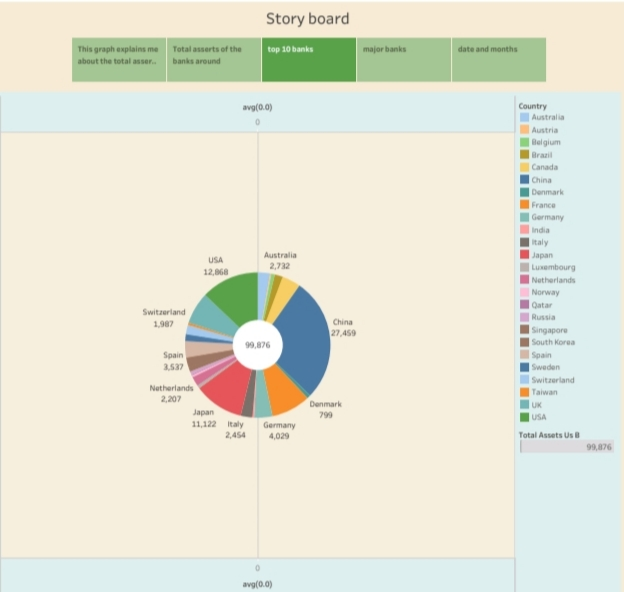 Story board
This graph explains me
about the total asser..
Total asserts of the
banks around
top 10 banks
major banks
date and months
avg(0.0)
0
USA
12,868
Australia
2,732
China
27,459
Switzerland
1,987
99,876
Spain
3,537
Netherlands
2,207
Japan
11,122
Italy
2,454
Germany
4,029
Denmark
799
0
avg(0.0)
Country
Australia
Austria
Belgium
Brazil
Canada
China
Denmark
France
Germany
India
Italy
Japan
Luxembourg
Netherlands
Norway
Qatar
Russia
Singapore
South Korea
Spain
Sweden
Switzerland
Taiwan
UK
USA
Total Assets Us B
99,876